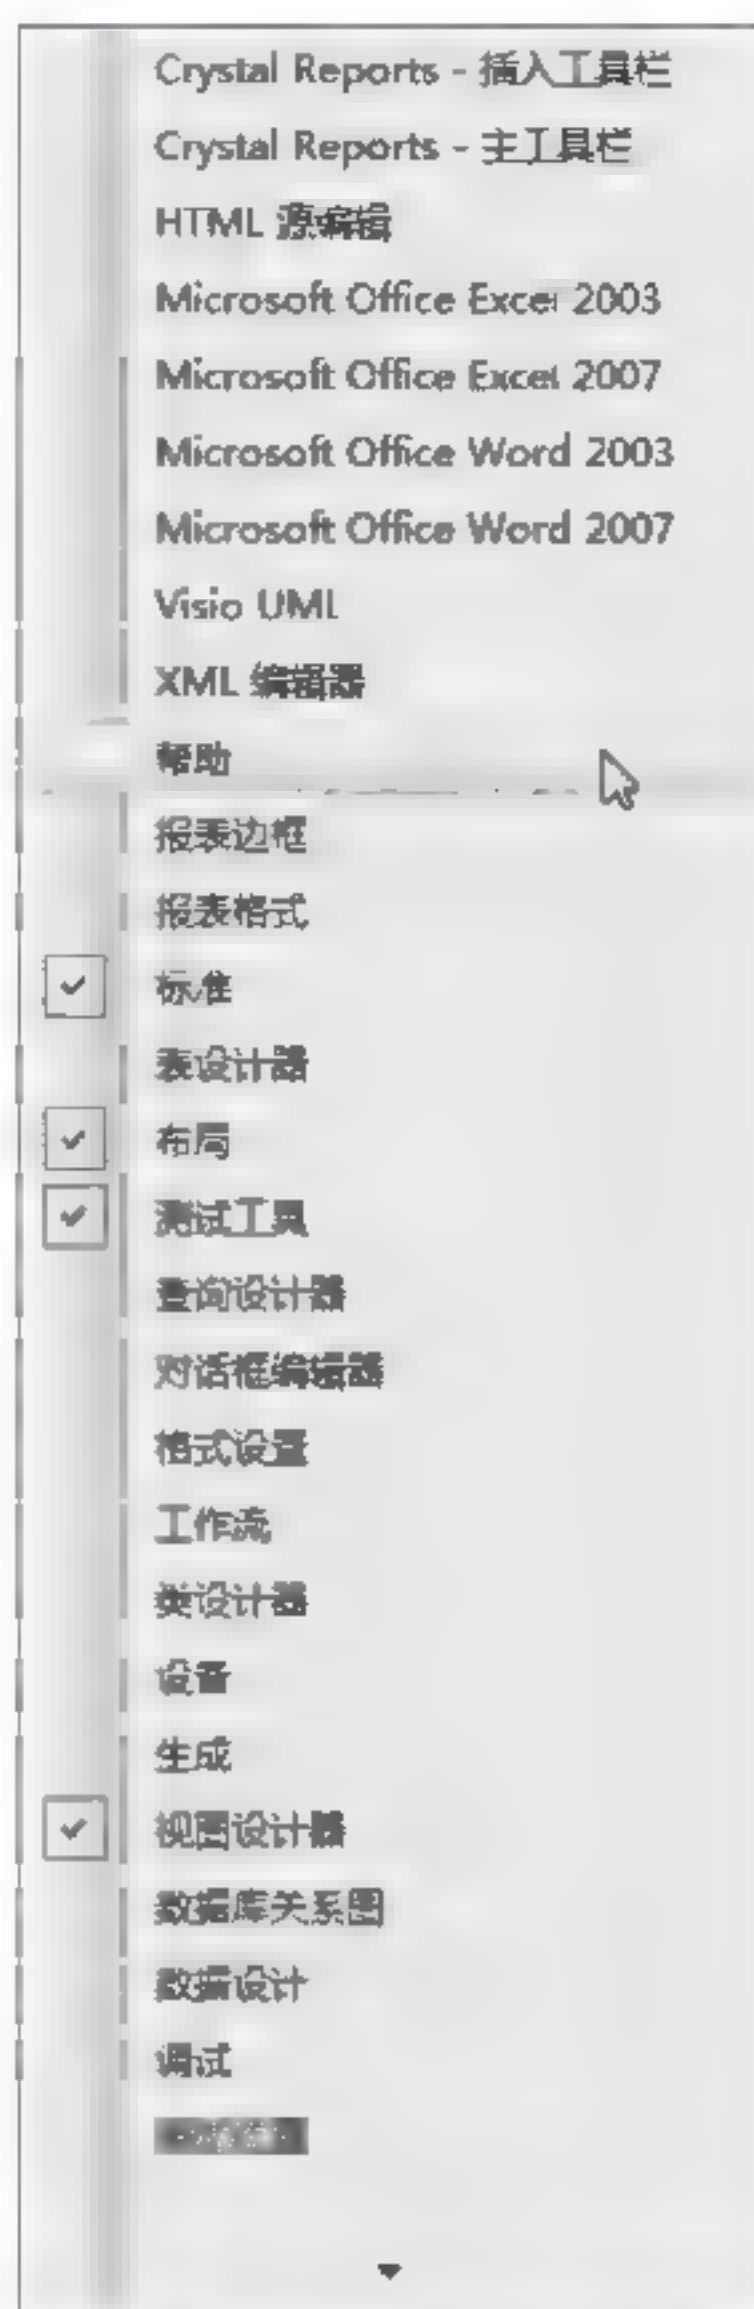 Crystal Reports - 插入工具栏
Crystal Reports - 主工具栏
HTML 源编辑
Microsoft Office Excel 2003
Microsoft Office Excel 2007
Microsoft Office Word 2003
Microsoft Office Word 2007
Visio UML
XML 编辑器
帮助
报表边框
报表格式
标准
表设计器
布局
测试工具
查询设计器
对话框编辑器
格式设置
工作流
类设计器
设备
生成
视图设计器
数据库关系图
数据设计
调试